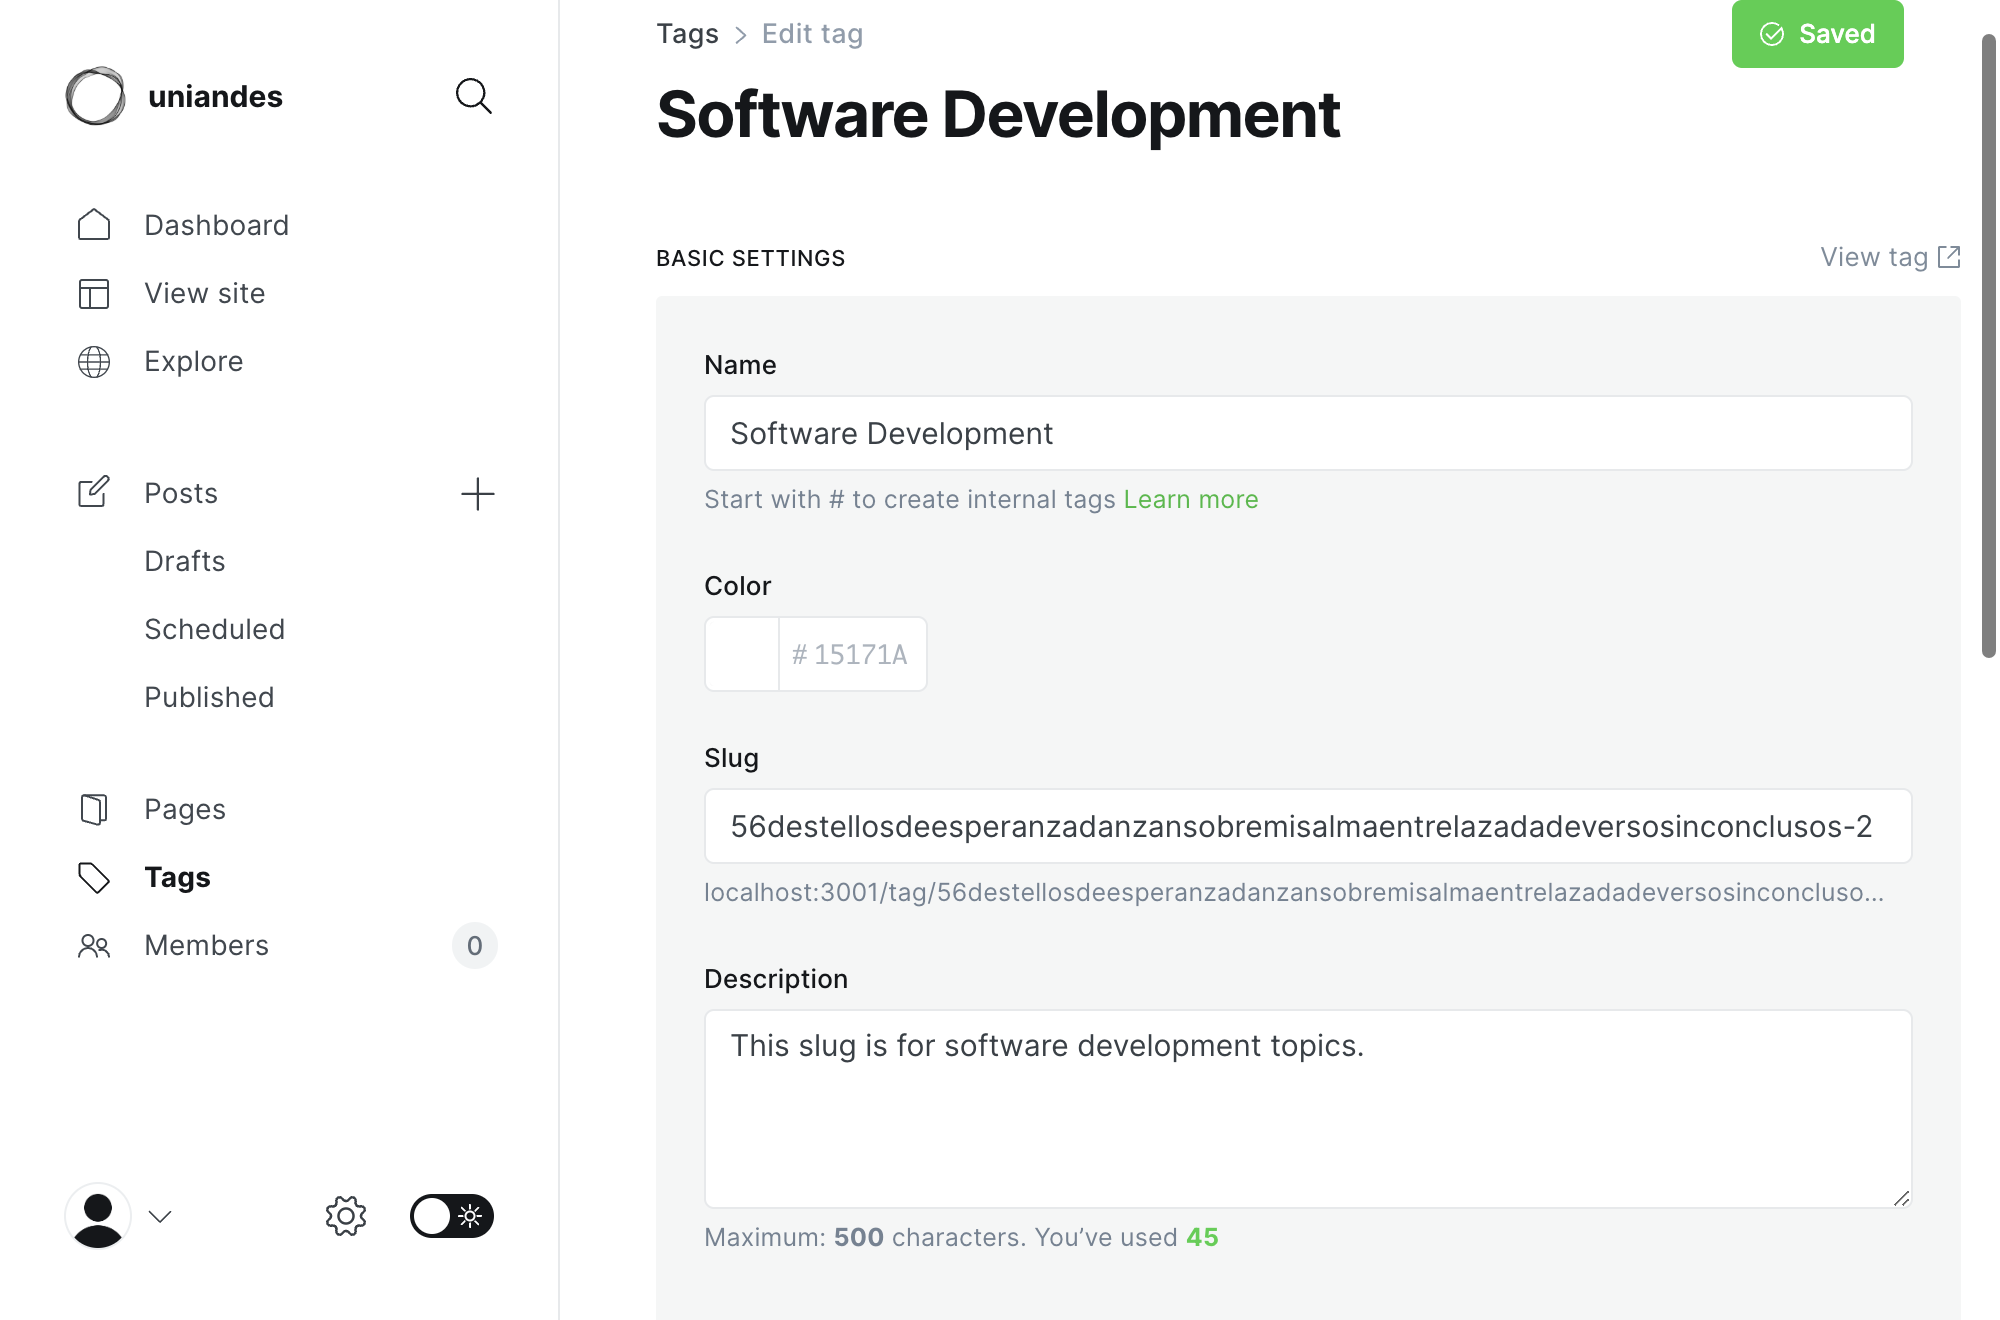 uniandes
Dashboard
View site
Explore
Posts
Drafts
Scheduled
Published
Pages
Tags
Members
0
Tags > Edit tag
Saved
Software Development
BASIC SETTINGS
View tag
Name
Software Development
Start with # to create internal tags Learn more
Color
# 15171A
Slug
56destellosdeesperanzadanzansobremisalmaentrelazadadeversosinconclusos-2
localhost:3001/tag/56destellosdeesperanzadanzansobremisalmaentrelazadadeversosinconcluso...
Description
This slug is for software development topics.
Maximum: 500 characters. You’ve used 45